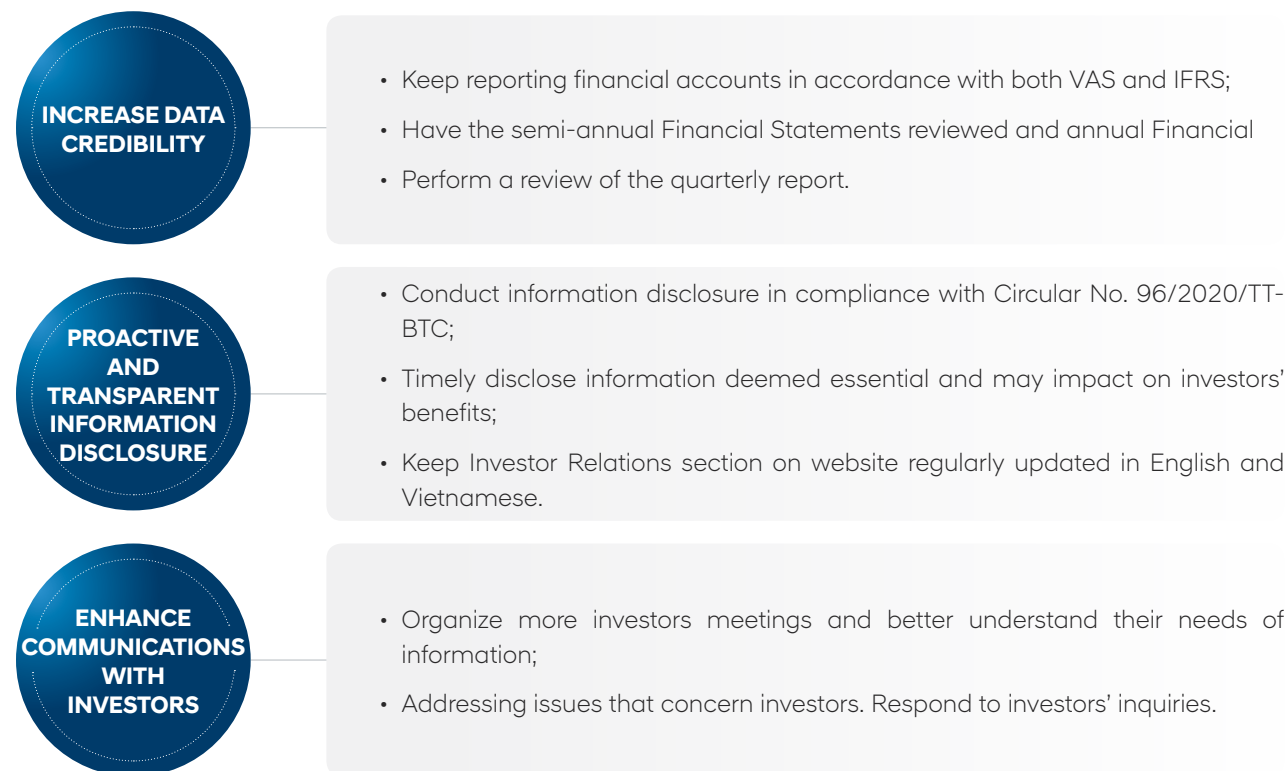 INCREASE DATA
CREDIBILITY
• Keep reporting financial accounts in accordance with both VAS and IFRS;
• Have the semi-annual Financial Statements reviewed and annual Financial
• Perform a review of the quarterly report.
PROACTIVE
AND
TRANSPARENT
INFORMATION
DISCLOSURE
• Conduct information disclosure in compliance with Circular No. 96/2020/TT-
BTC;
• Timely disclose information deemed essential and may impact on investors’
benefits;
• Keep Investor Relations section on website regularly updated in English and
Vietnamese.
ENHANCE
COMMUNICATIONS
WITH
INVESTORS
• Organize more investors meetings and better understand their needs of
information;
• Addressing issues that concern investors. Respond to investors’ inquiries.